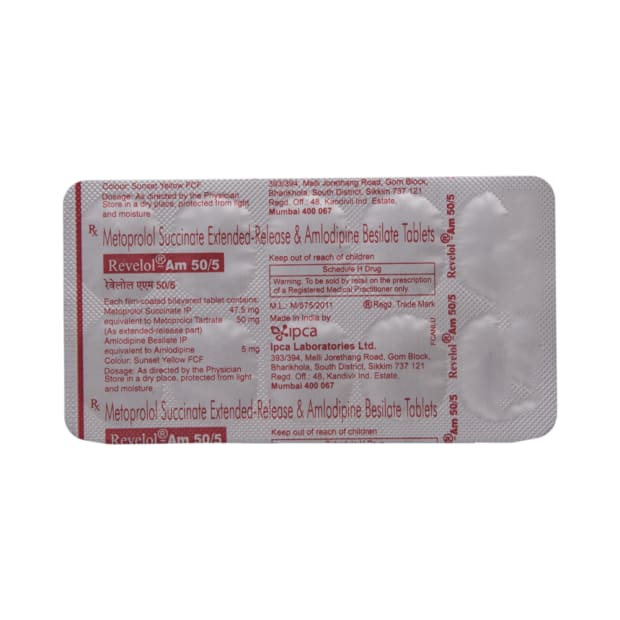 Colour: Sunset Yellow FCF
Dosage: As directed by the Physician
Store in a dry place, protected from light
and moisture
393/394, Melli Jorethang Road, Gom Block,
Bharikhola, South District, Sikkim 737 121
Regd. Off.: 48, Kandivli Ind. Estate,
Mumbai 400 067
Rx Metoprolol Succinate Extended-Release & Amlodipine Besilate Tablets
Revelol®-Am 50/5
रेवेलोल एएम 50/5
Each film-coated bilayered tablet contains:
Metoprolol Succinate IP 47.5 mg
equivalent to Metoprolol Tartrate 50 mg
(As extended-release part)
Amlodipine Besilate IP
equivalent to Amlodipine 5 mg
Colour: Sunset Yellow FCF
Dosage: As directed by the Physician
Store in a dry place, protected from light
and moisture
Keep out of reach of children
Schedule H Drug
Warning: To be sold by retail on the prescription
of a Registered Medical Practitioner only
M.L.: M/575/2011 ® Regd. Trade Mark
Made in India by
ipca
Ipca Laboratories Ltd.
393/394, Melli Jorethang Road, Gom Block,
Bharikhola, South District, Sikkim 737 121
Regd. Off.: 48, Kandivli Ind. Estate,
Mumbai 400 067
FCANLU
Revelol®-Am 50/5
Revelol®-Am 50/5
Rx Metoprolol Succinate Extended-Release & Amlodipine Besilate Tablets
Revelol®-Am 50/5
Keep out of reach of children